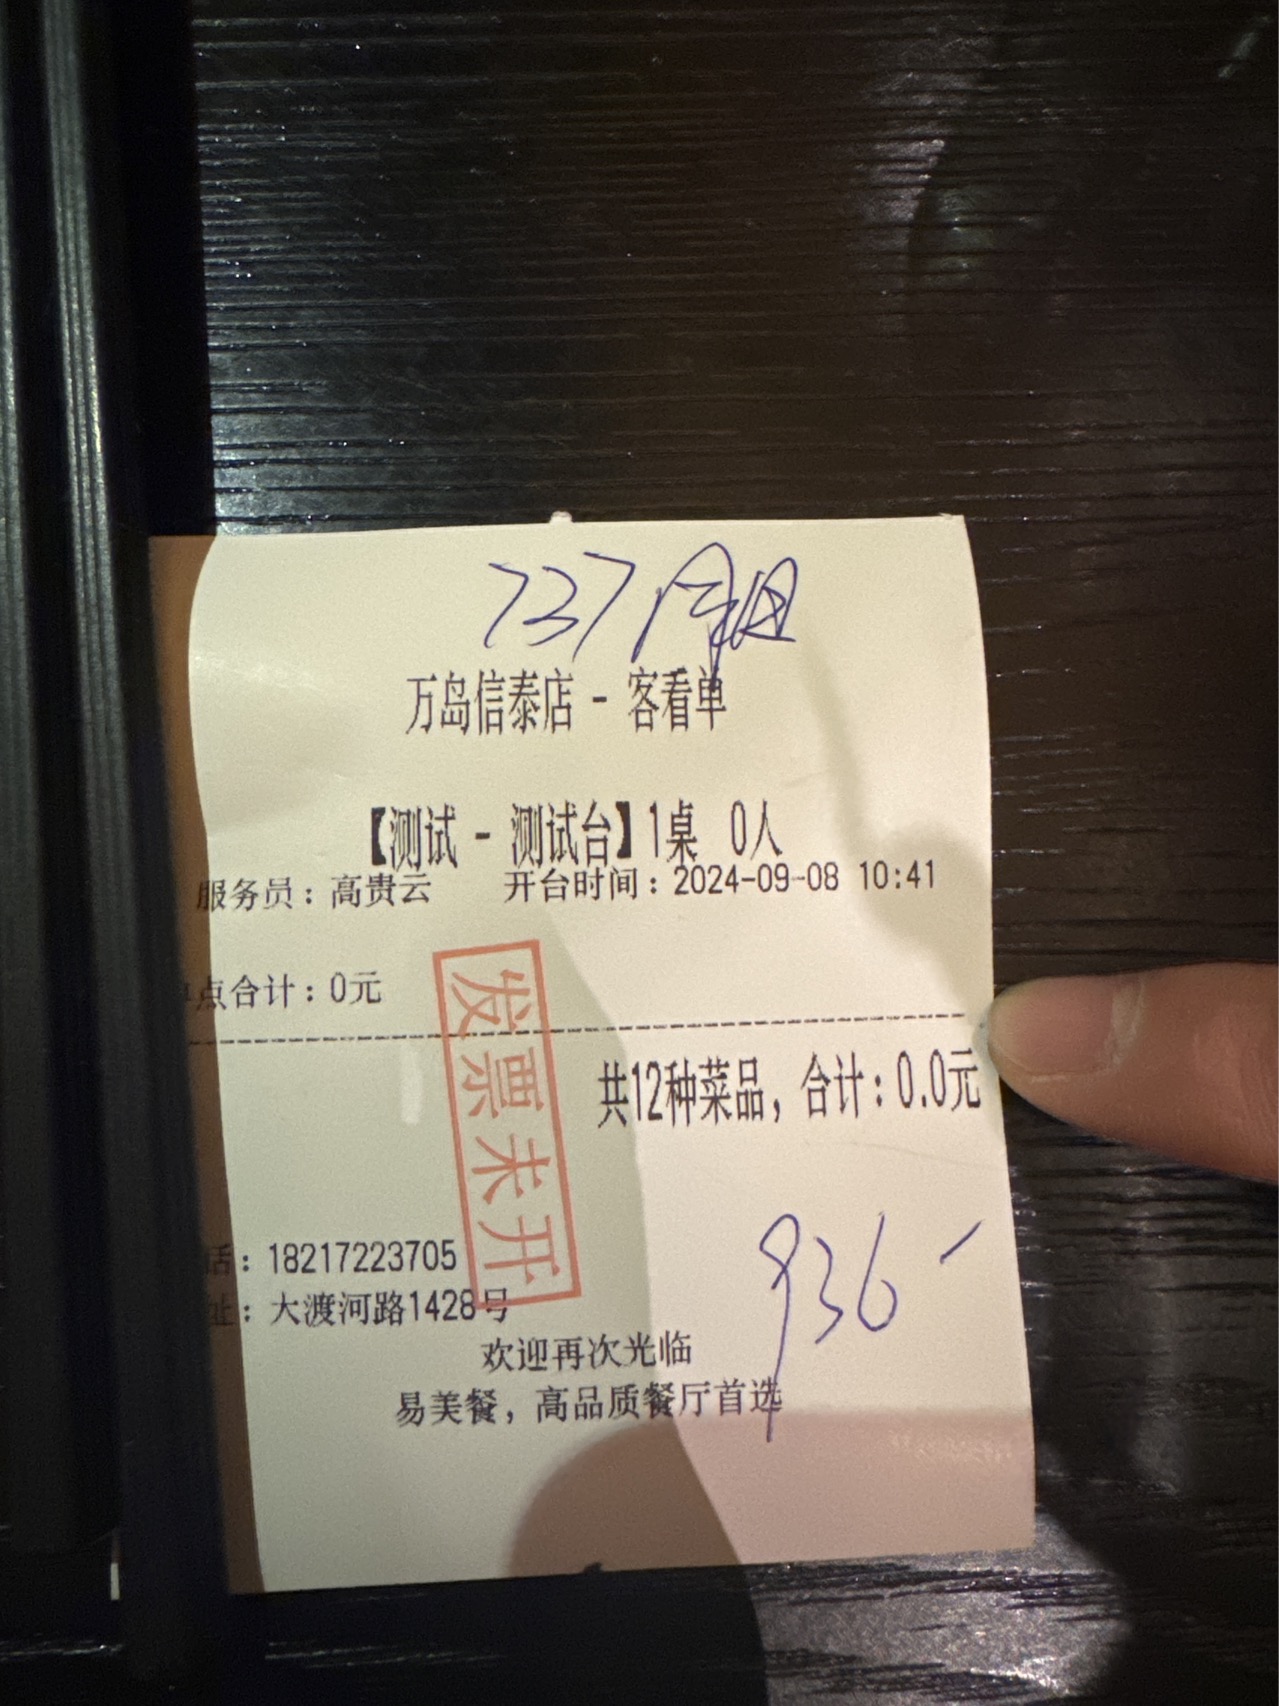 737
万岛信泰店 - 客看单
【测试 - 测试台】1桌 0人
服务员：高贵云 开台时间：2024-09-08 10:41
点合计：0元
共12种菜品，合计：0.0元
发票未开
话：18217223705
址：大渡河路1428号
936-
欢迎再次光临
易美餐，高品质餐厅首选